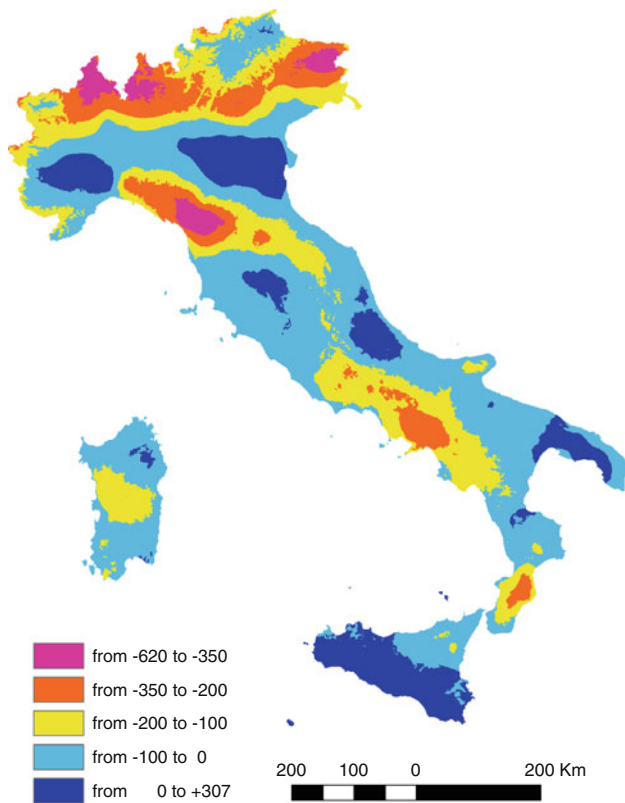 from -620 to -350
from -350 to -200
from -200 to -100
from -100 to 0
from 0 to +307
200 100 0 200 Km